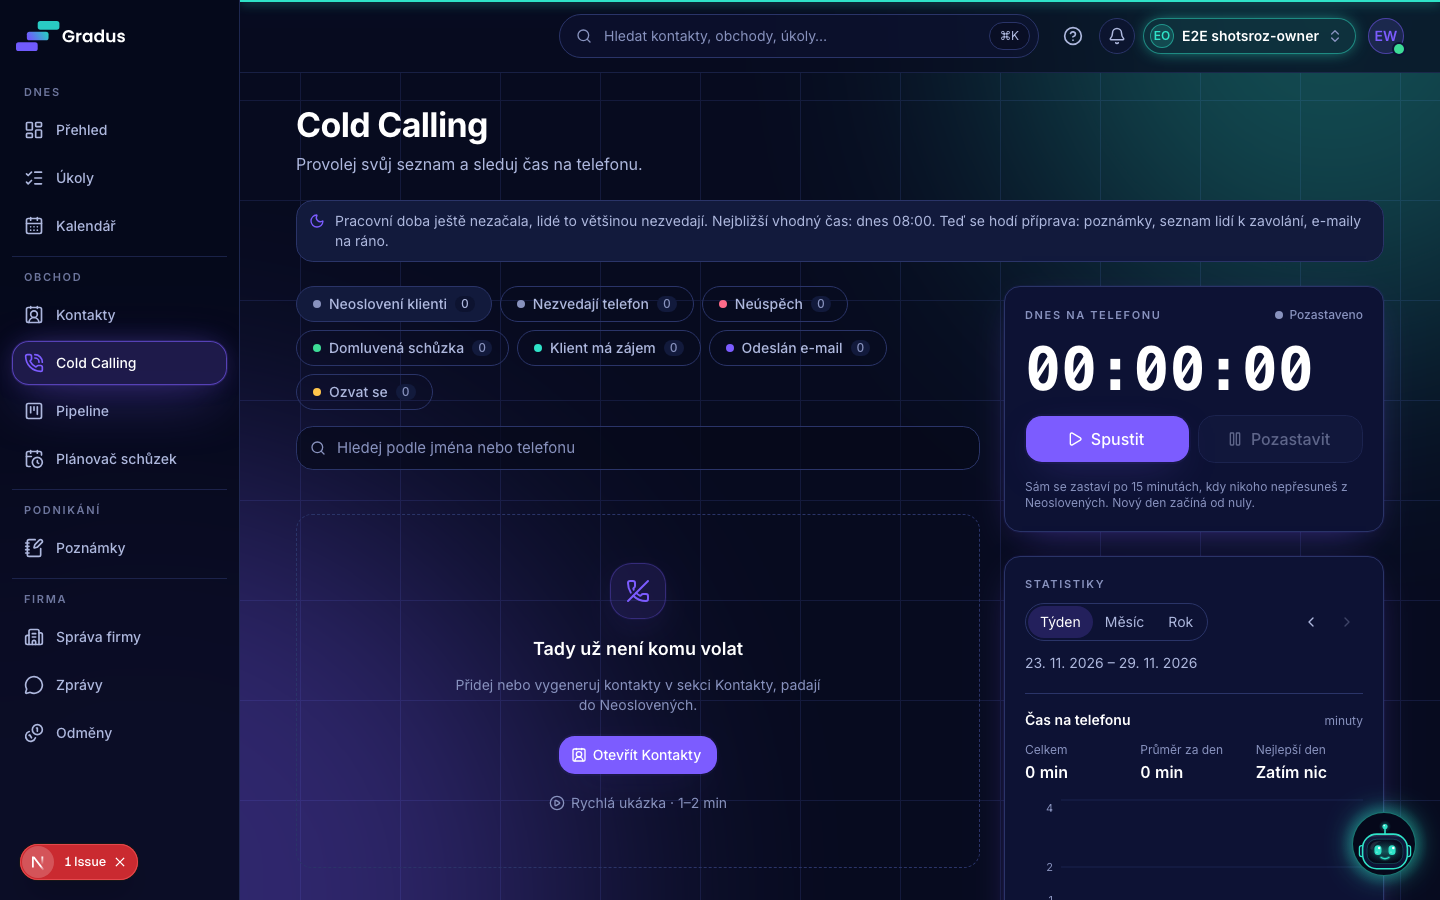 Gradus
Hledat kontakty, obchody, úkoly...
⌘K
EO
E2E shotsroz-owner
EW
DNES
Přehled
Úkoly
Kalendář
OBCHOD
Kontakty
Cold Calling
Pipeline
Plánovač schůzek
PODNIKÁNÍ
Poznámky
FIRMA
Správa firmy
Zprávy
Odměny
N
1 Issue
Cold Calling
Provolej svůj seznam a sleduj čas na telefonu.
Pracovní doba ještě nezačala, lidé to většinou nezvedají. Nejbližší vhodný čas: dnes 08:00. Teď se hodí příprava: poznámky, seznam lidí k zavolání, e-maily
na ráno.
Neoslovení klienti 0
Nezvedají telefon 0
Neúspěch 0
Domluvená schůzka 0
Klient má zájem 0
Odeslán e-mail 0
Ozvat se 0
Hledej podle jména nebo telefonu
Tady už není komu volat
Přidej nebo vygeneruj kontakty v sekci Kontakty, padají
do Neoslovených.
Otevřít Kontakty
Rychlá ukázka · 1–2 min
DNES NA TELEFONU
Pozastaveno
00:00:00
Spustit
Pozastavit
Sám se zastaví po 15 minutách, kdy nikoho nepřesuneš z
Neoslovených. Nový den začíná od nuly.
STATISTIKY
Týden
Měsíc
Rok
23. 11. 2026 – 29. 11. 2026
Čas na telefonu
minuty
Celkem
Průměr za den
Nejlepší den
0 min
0 min
Zatím nic
4
2
1